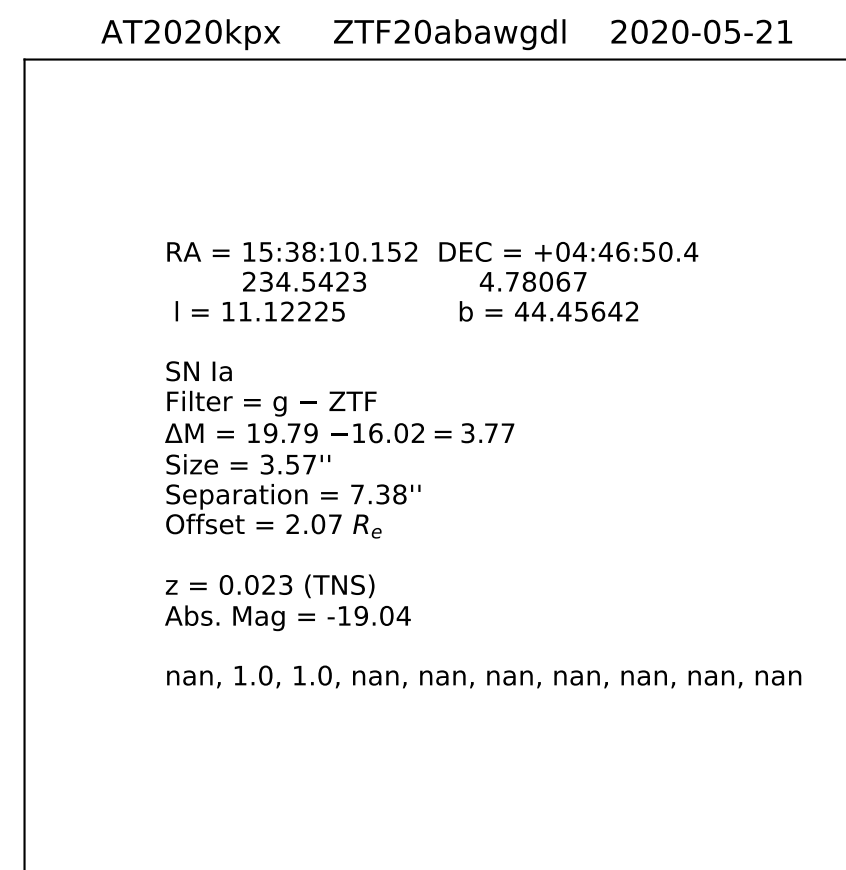 AT2020kpx ZTF20abawgdl 2020-05-21
RA = 15:38:10.152 DEC = +04:46:50.4
234.5423 4.78067
l = 11.12225 b = 44.45642
SN Ia
Filter = g − ZTF
ΔM = 19.79 −16.02 = 3.77
Size = 3.57''
Separation = 7.38''
Offset = 2.07 Re
z = 0.023 (TNS)
Abs. Mag = -19.04
nan, 1.0, 1.0, nan, nan, nan, nan, nan, nan, nan